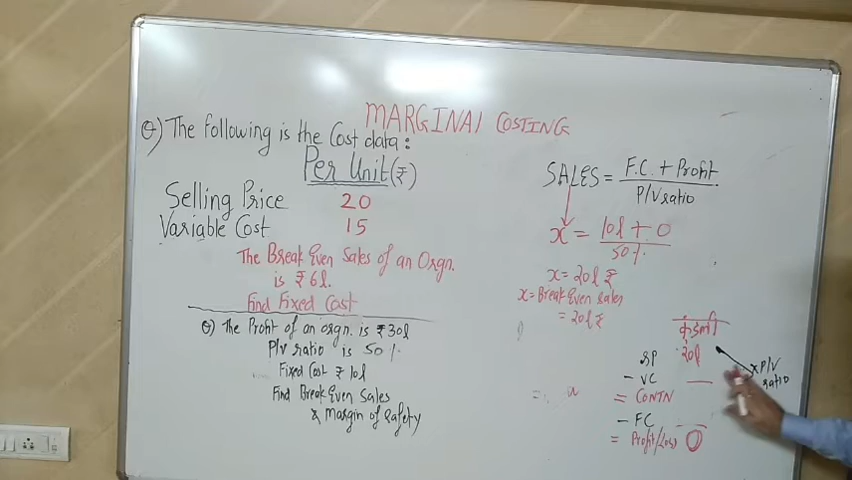 MARGINAL COSTING
Q) The following is the Cost data:
Per Unit (₹)
Selling Price 20
Variable Cost 15
The Break Even Sales of an Orgn.
is ₹ 6l.
Find Fixed Cost
Q) The Profit of an orgn. is ₹ 30l
P/V ratio is 50%
Fixed Cost ₹ 10l
Find Break Even Sales
& Margin of Safety
SALES = F.C. + Profit
P/V ratio
x = 10l + 0
50%
x = 20l ₹
x = Break Even Sales
= 20l ₹
कुंडली
SP 20l
- VC
x P/V
ratio
= CONTN
- FC
= Profit/(Loss) 0